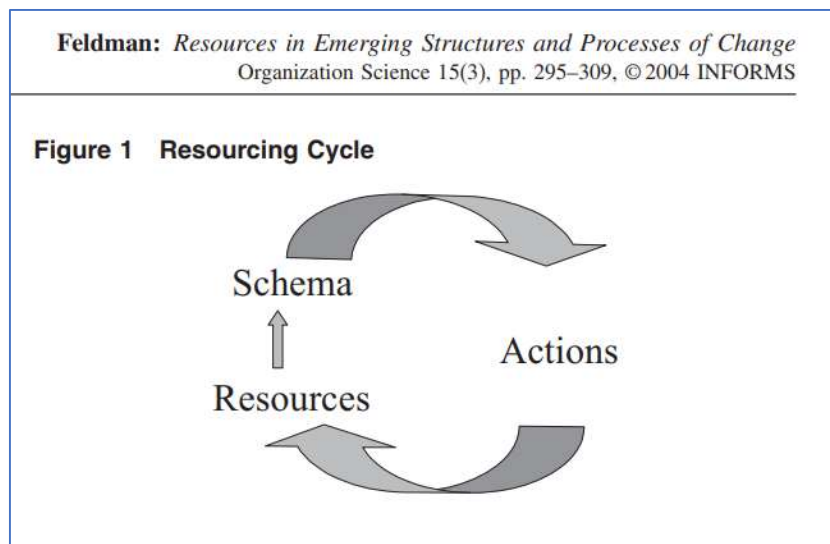 Feldman: Resources in Emerging Structures and Processes of Change
Organization Science 15(3), pp. 295–309, © 2004 INFORMS
Figure 1 Resourcing Cycle
Schema
Actions
Resources